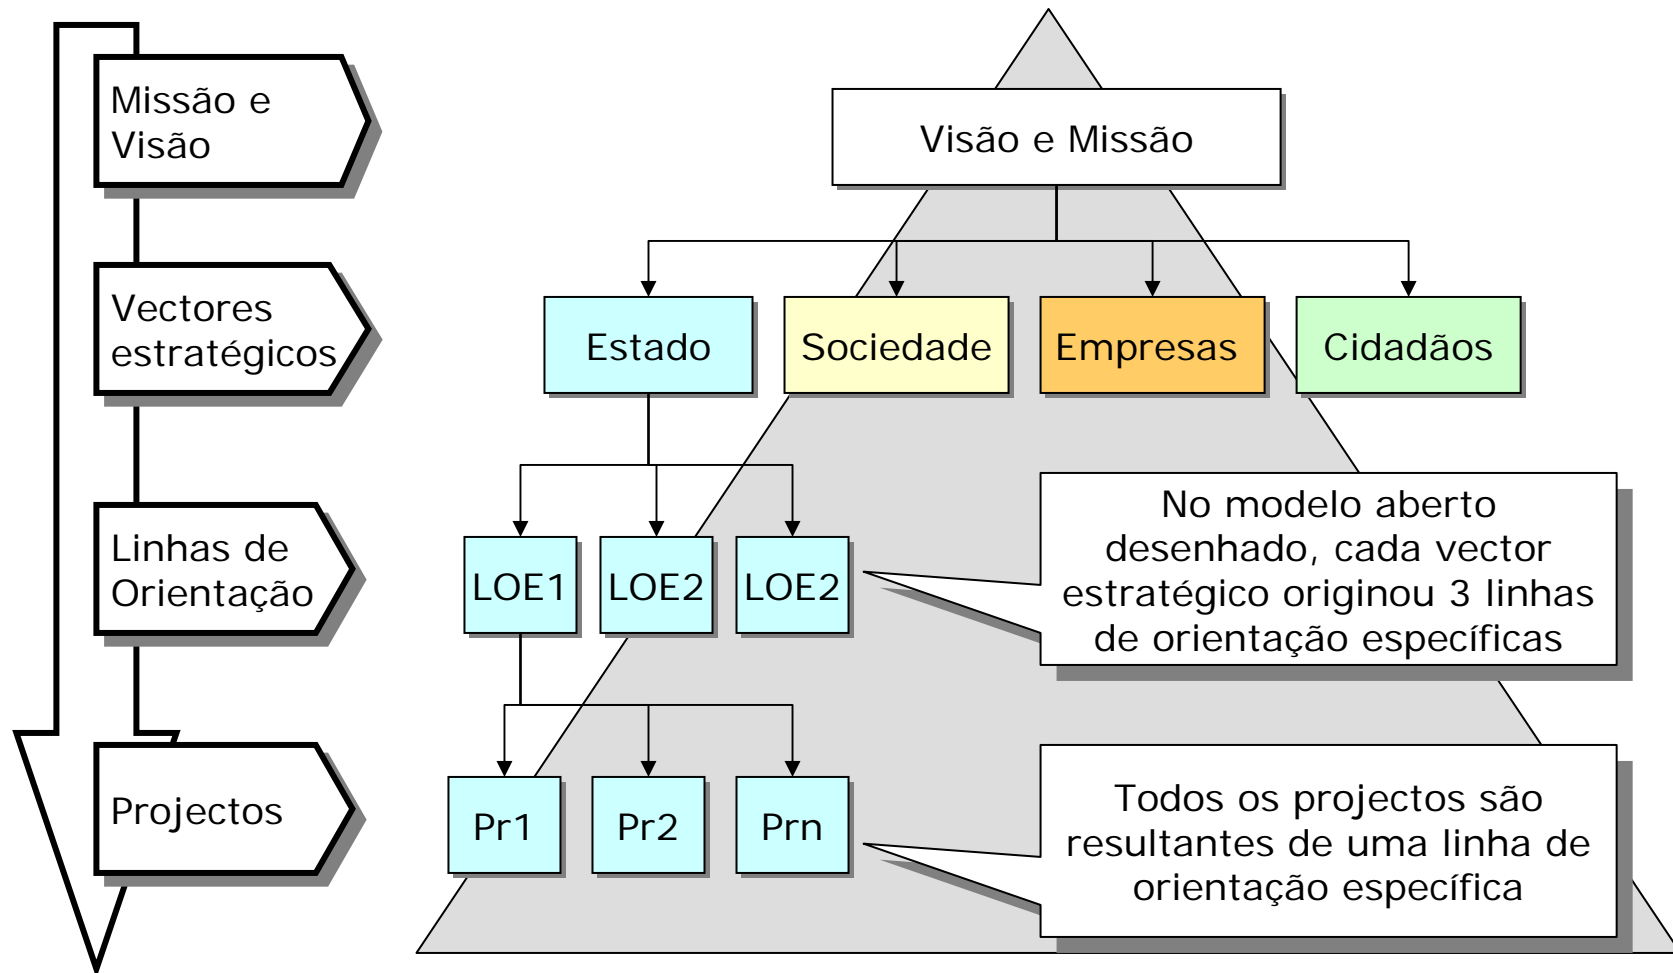 Missão e
Visão
Visão e Missão
Vectores
estratégicos
Estado
Sociedade
Empresas
Cidadãos
Linhas de
Orientação
LOE1
LOE2
LOE2
No modelo aberto
desenhado, cada vector
estratégico originou 3 linhas
de orientação específicas
Projectos
Pr1
Pr2
Prn
Todos os projectos são
resultantes de uma linha de
orientação específica